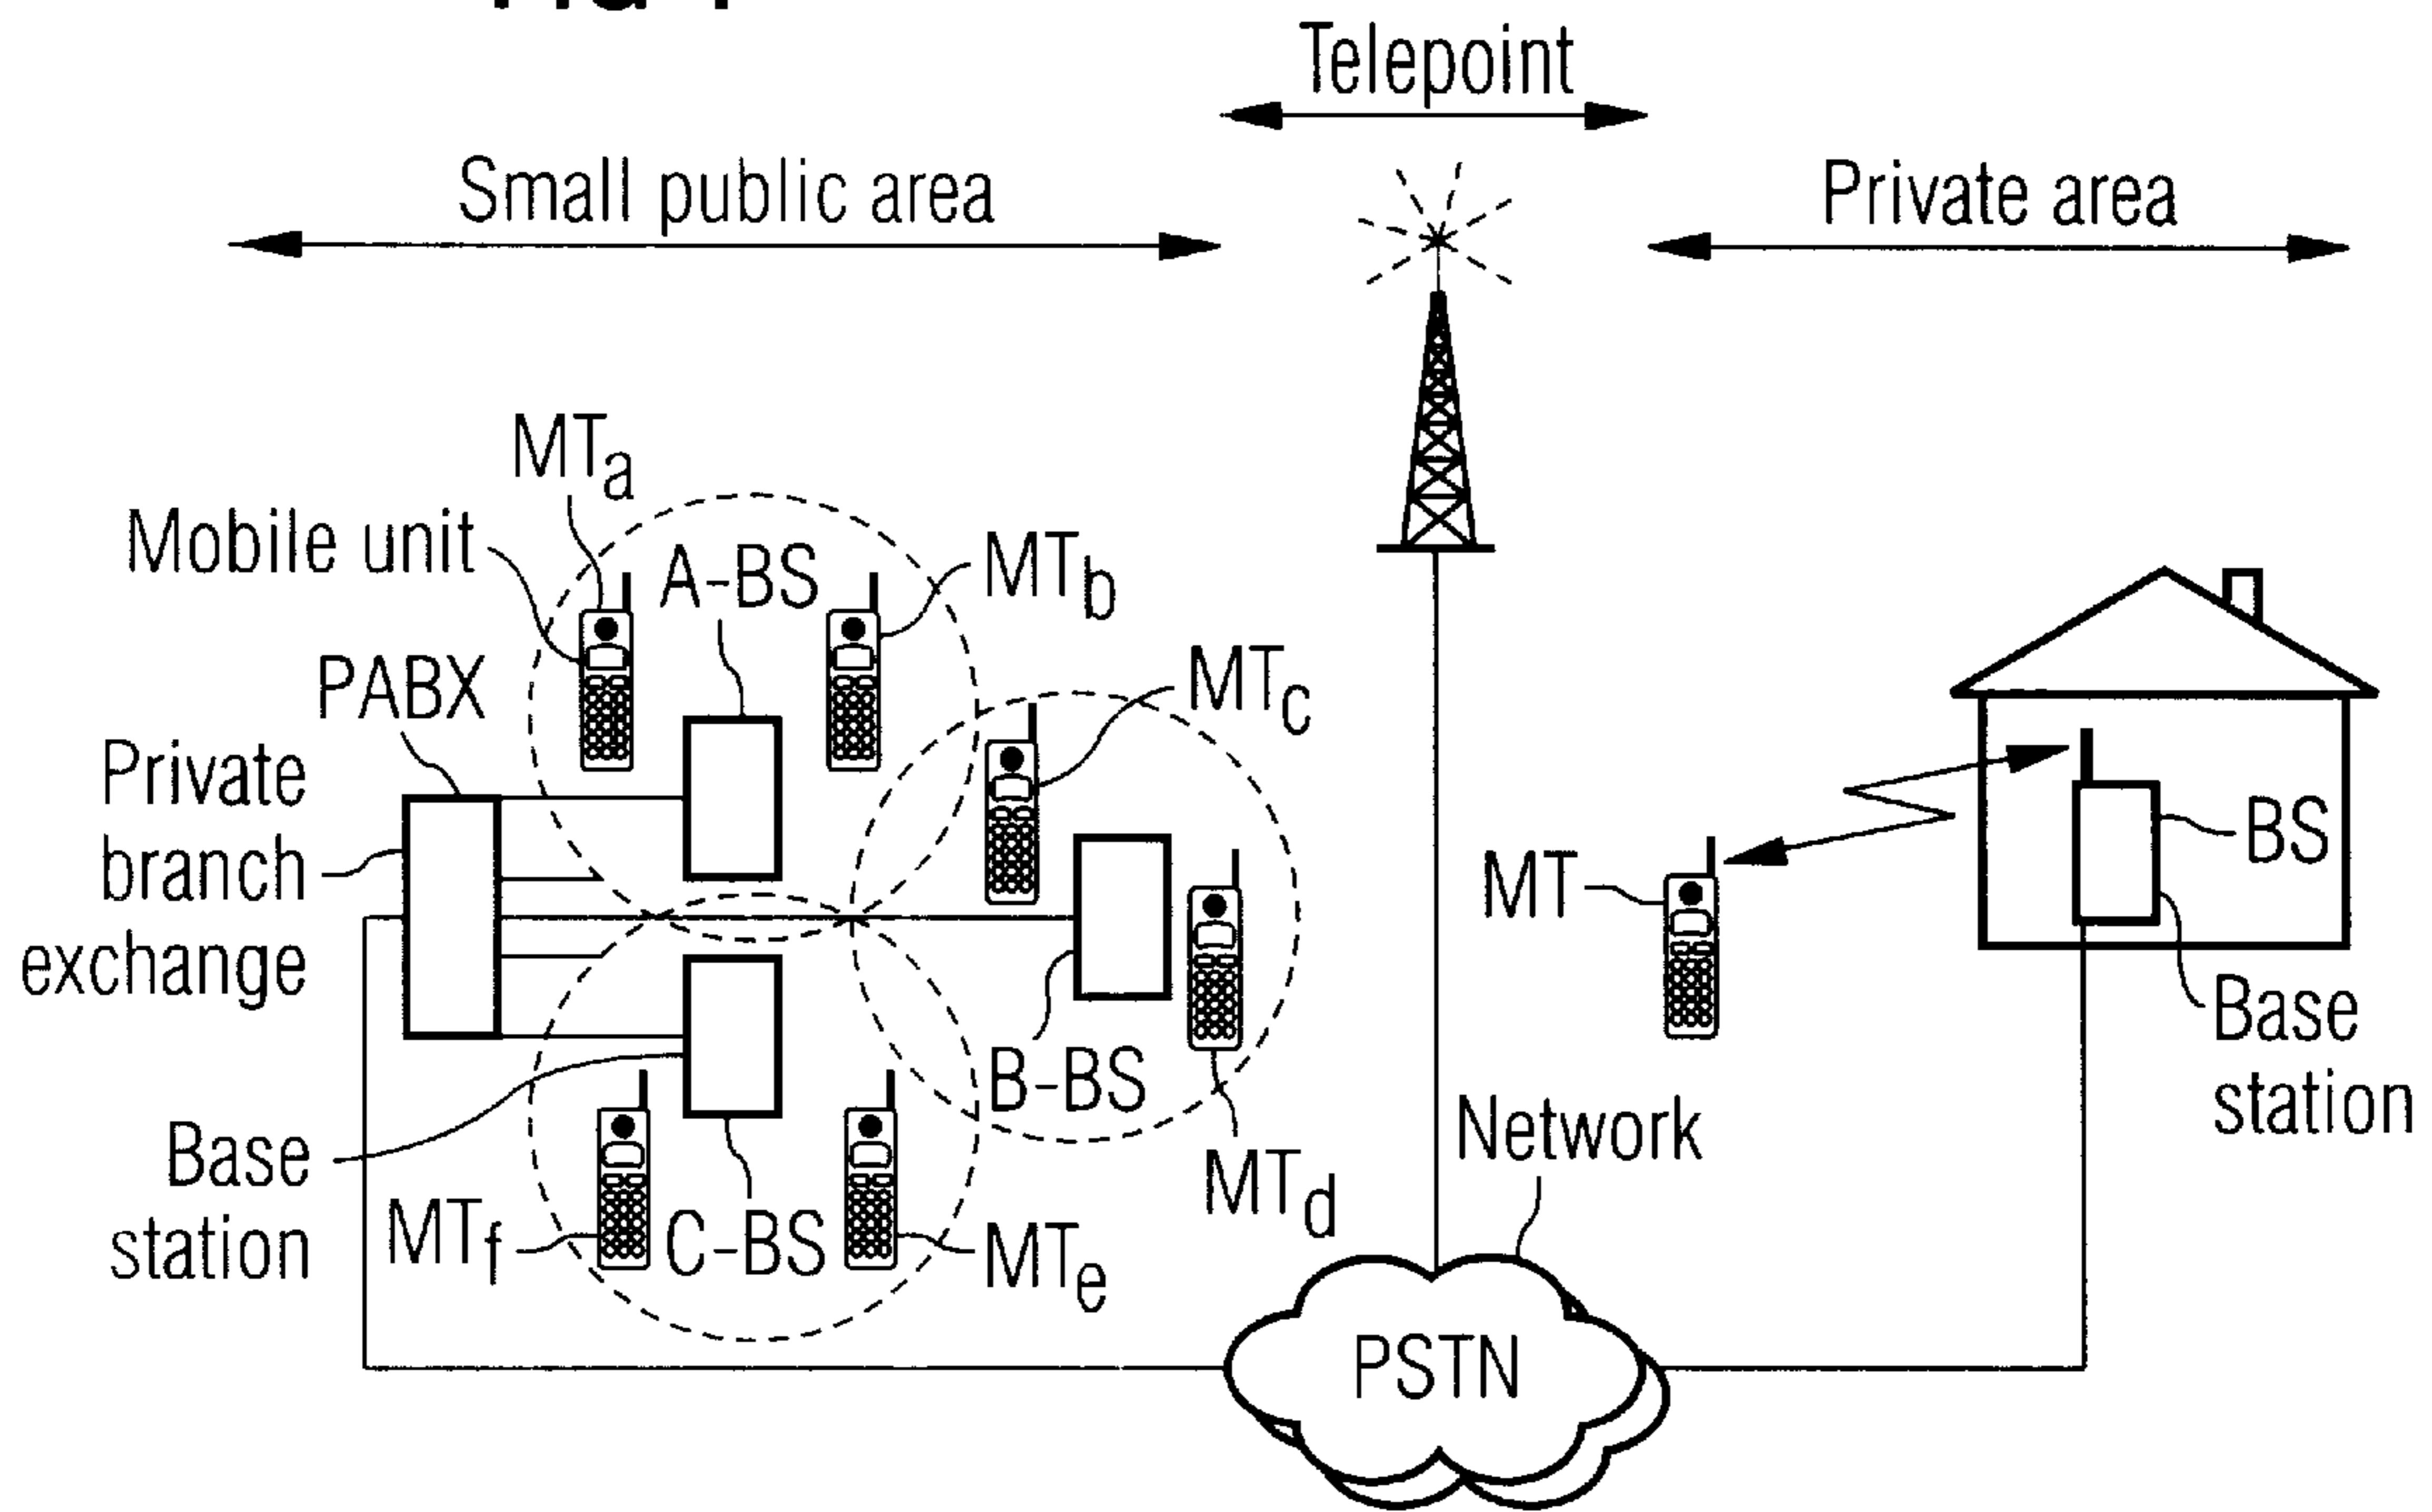 Telepoint
Small public area
Private area
MTa
Mobile unit
A-BS
MTb
PABX
MTc
Private
branch
exchange
BS
MT
Base
station
B-BS
MTd
Network
Base
station
MTf
C-BS
MTe
PSTN